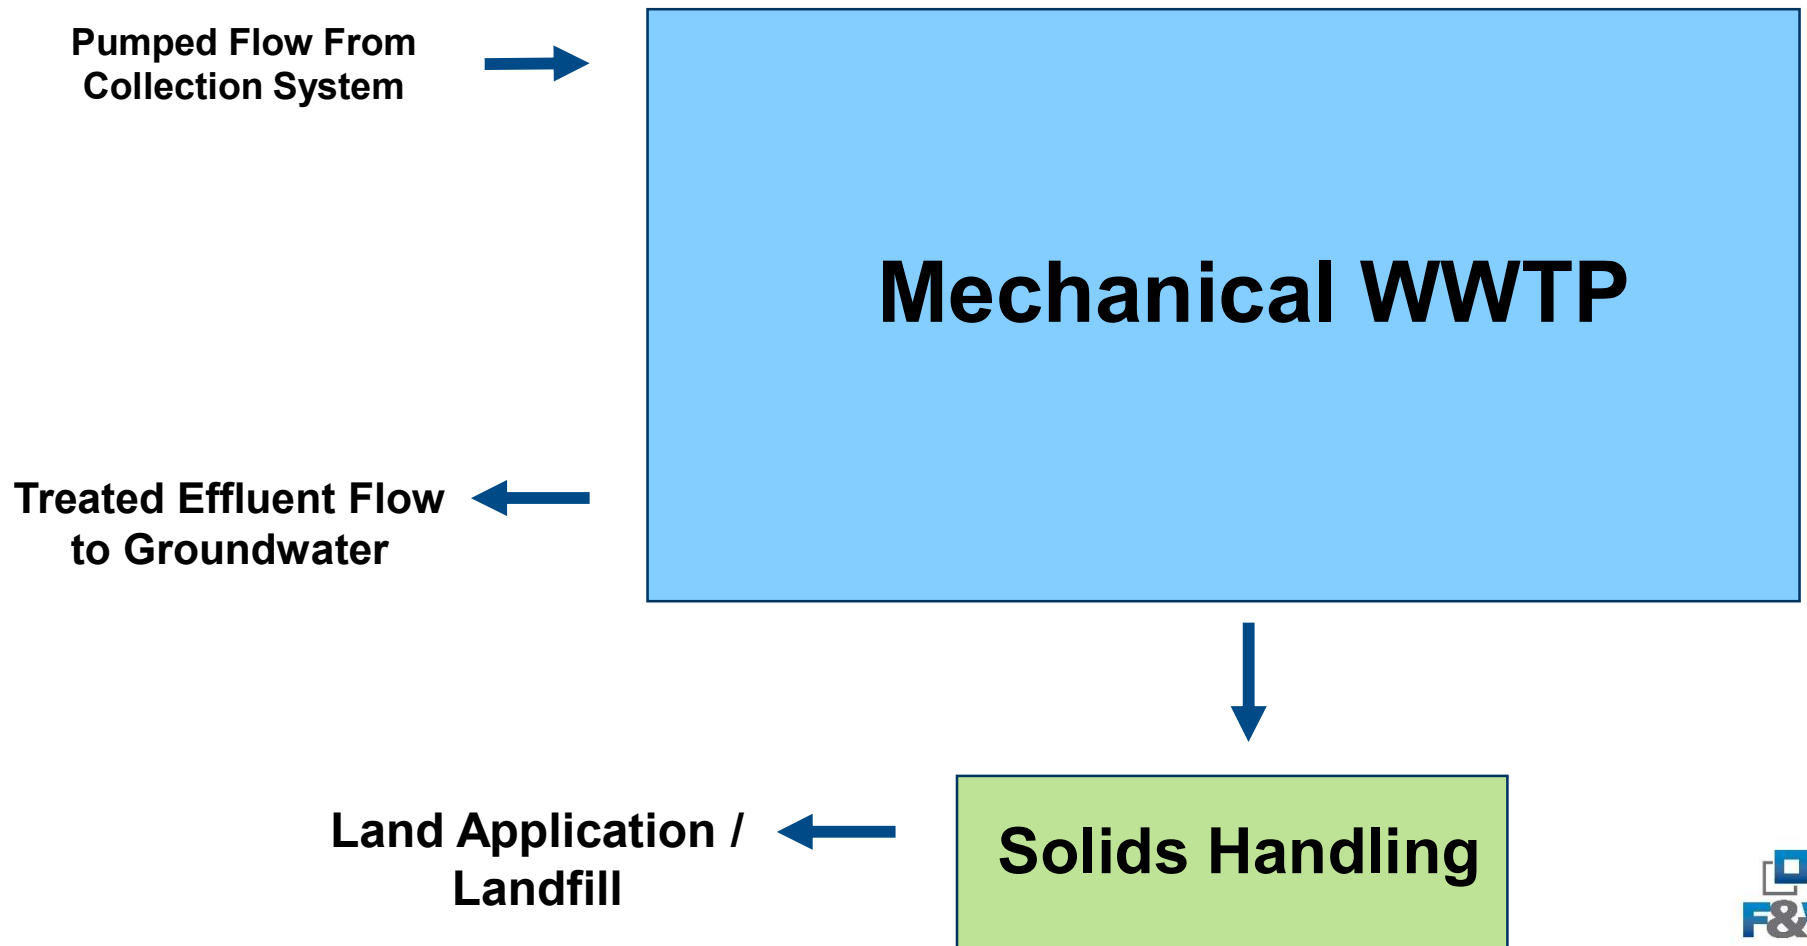 Pumped Flow From
Collection System
Mechanical WWTP
Treated Effluent Flow
to Groundwater
Land Application /
Landfill
Solids Handling